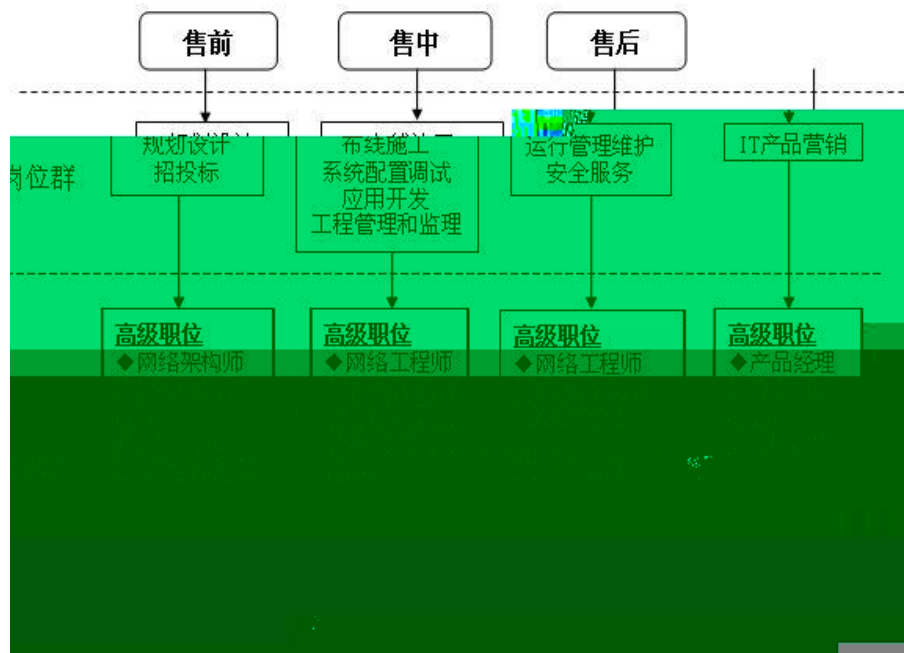 售前
售中
售后
岗位群
规划设计
招投标
布线施工
系统配置调试
应用开发
工程管理和监理
运行管理维护
安全服务
IT产品营销
高级职位
◆网络架构师
高级职位
◆网络工程师
高级职位
◆网络工程师
高级职位
◆产品经理